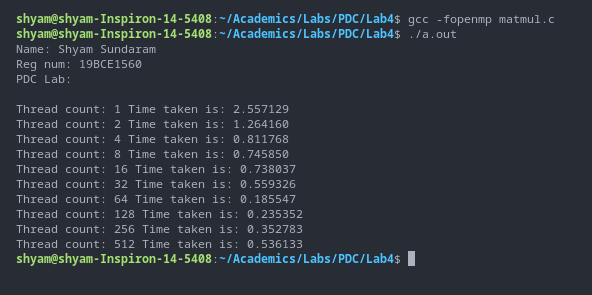 shyam@shyam-Inspiron-14-5408:~/Academics/Labs/PDC/Lab4$ gcc -fopenmp matmul.c
shyam@shyam-Inspiron-14-5408:~/Academics/Labs/PDC/Lab4$ ./a.out
Name: Shyam Sundaram
Reg num: 19BCE1560
PDC Lab:
Thread count: 1 Time taken is: 2.557129
Thread count: 2 Time taken is: 1.264160
Thread count: 4 Time taken is: 0.811768
Thread count: 8 Time taken is: 0.745850
Thread count: 16 Time taken is: 0.738037
Thread count: 32 Time taken is: 0.559326
Thread count: 64 Time taken is: 0.185547
Thread count: 128 Time taken is: 0.235352
Thread count: 256 Time taken is: 0.352783
Thread count: 512 Time taken is: 0.536133
shyam@shyam-Inspiron-14-5408:~/Academics/Labs/PDC/Lab4$